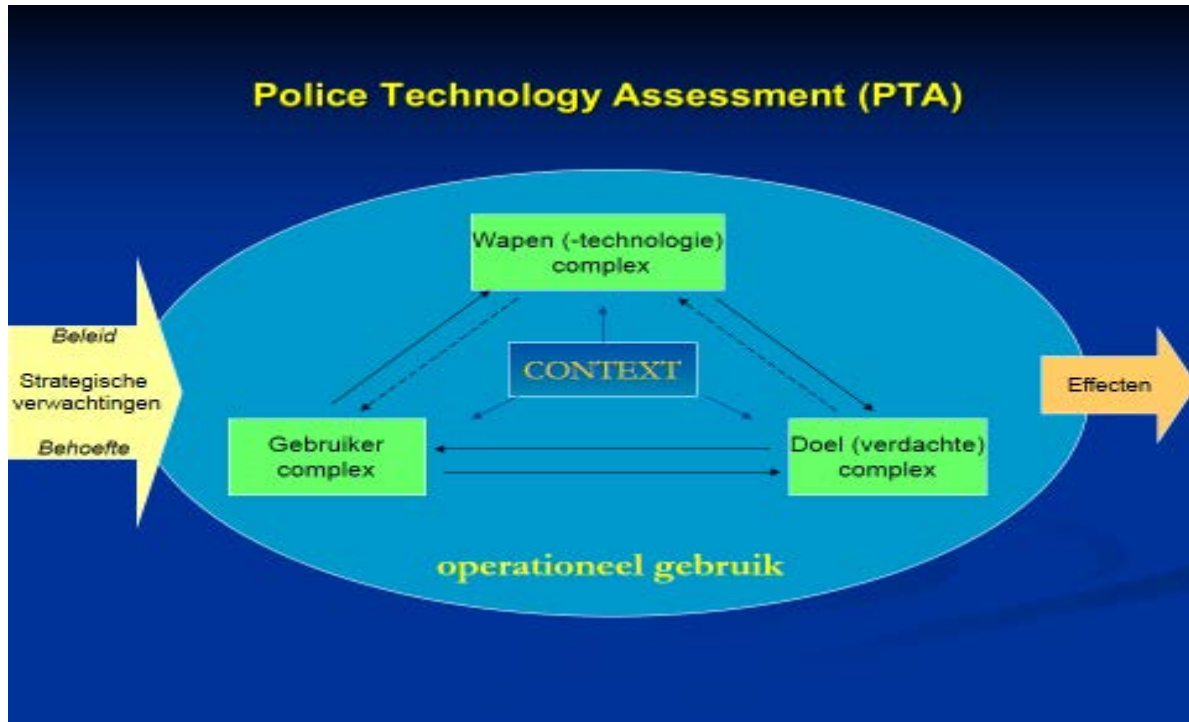 Police Technology Assessment (PTA)
Wapen (-technologie)
complex
Beleid
Strategische
verwachtingen
Behoefte
CONTEXT
Effecten
Gebruiker
complex
Doel (verdachte)
complex
operationeel gebruik